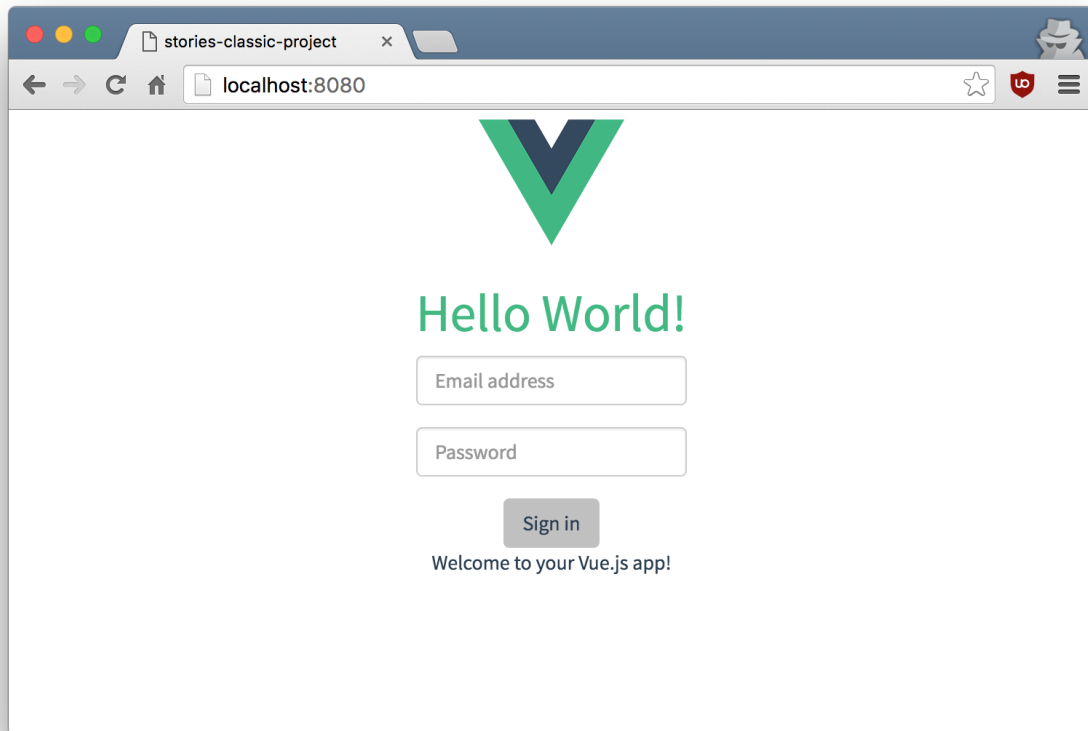 stories-classic-project
localhost:8080
Hello World!
Email address
Password
Sign in
Welcome to your Vue.js app!